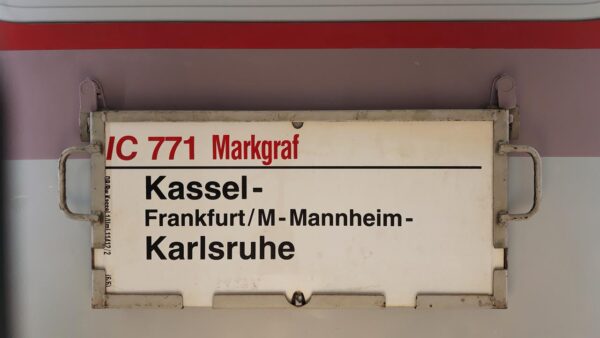 IC 771 Markgraf
Kassel-
Frankfurt/M-Mannheim-
Karlsruhe